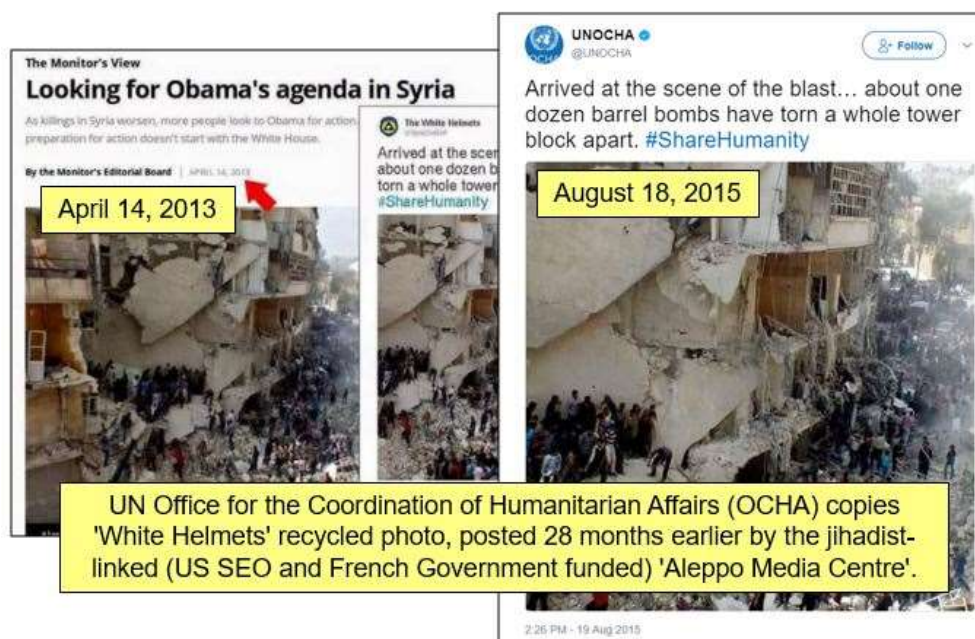 The Monitor's View
Looking for Obama's agenda in Syria
As killings in Syria worsen, more people look to Obama for action.
preparation for action doesn't start with the White House.
By the Monitor's Editorial Board | APRIL 14, 2013
April 14, 2013
The White Helmets
Arrived at the scen
about one dozen b
torn a whole tower
#ShareHumanity
UNOCHA
@UNOCHA
Follow
Arrived at the scene of the blast... about one
dozen barrel bombs have torn a whole tower
block apart. #ShareHumanity
August 18, 2015
UN Office for the Coordination of Humanitarian Affairs (OCHA) copies
'White Helmets' recycled photo, posted 28 months earlier by the jihadist-
linked (US SEO and French Government funded) 'Aleppo Media Centre'.
2:26 PM - 19 Aug 2015